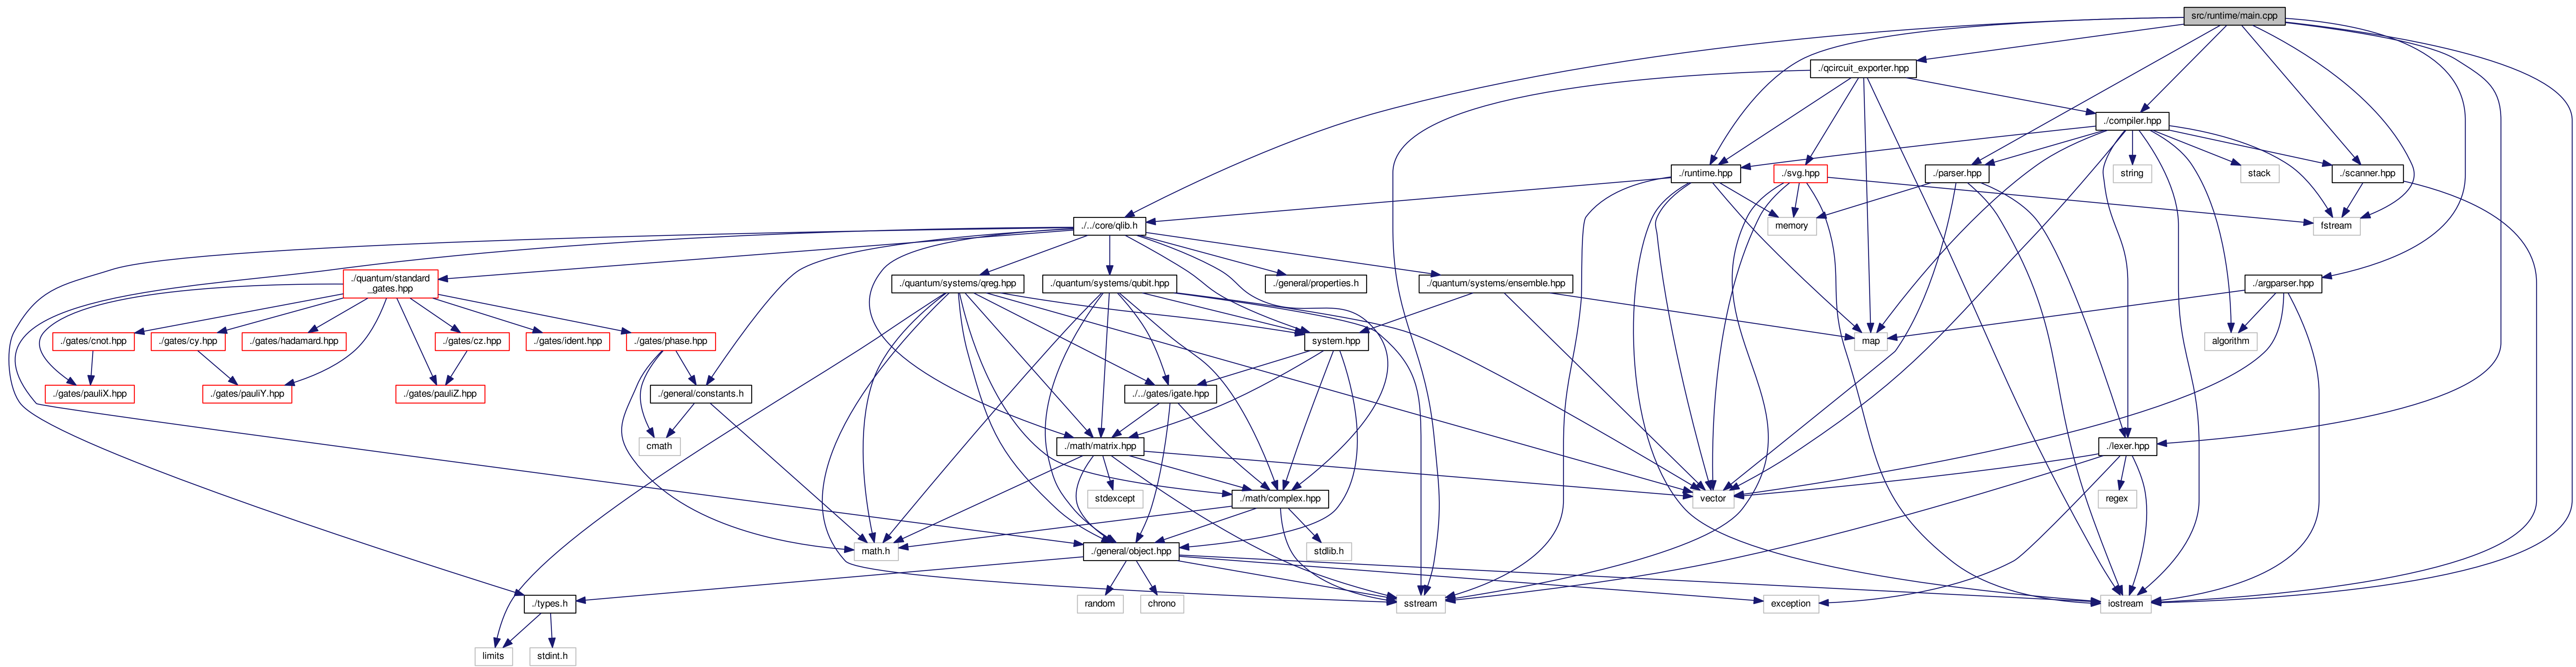 src/runtime/main.cpp
./qcircuit_exporter.hpp
./compiler.hpp
./runtime.hpp
./svg.hpp
./parser.hpp
string
stack
./scanner.hpp
./../core/qlib.h
memory
fstream
./quantum/standard
_gates.hpp
./quantum/systems/qreg.hpp
./quantum/systems/qubit.hpp
./general/properties.h
./quantum/systems/ensemble.hpp
./argparser.hpp
./gates/cnot.hpp
./gates/cy.hpp
./gates/hadamard.hpp
./gates/cz.hpp
./gates/ident.hpp
./gates/phase.hpp
system.hpp
map
algorithm
./gates/pauliX.hpp
./gates/pauliY.hpp
./gates/pauliZ.hpp
./general/constants.h
./../gates/igate.hpp
cmath
./math/matrix.hpp
./lexer.hpp
stdexcept
./math/complex.hpp
vector
regex
math.h
./general/object.hpp
stdlib.h
./types.h
random
chrono
sstream
exception
iostream
limits
stdint.h